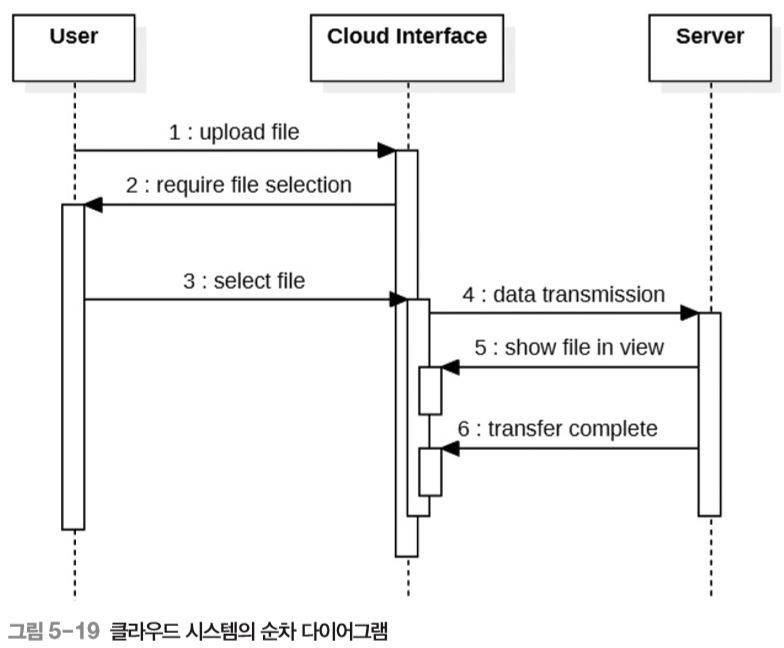 User
Cloud Interface
Server
1 : upload file
2 : require file selection
3 : select file
4 : data transmission
5 : show file in view
6 : transfer complete
그림 5-19 클라우드 시스템의 순차 다이어그램